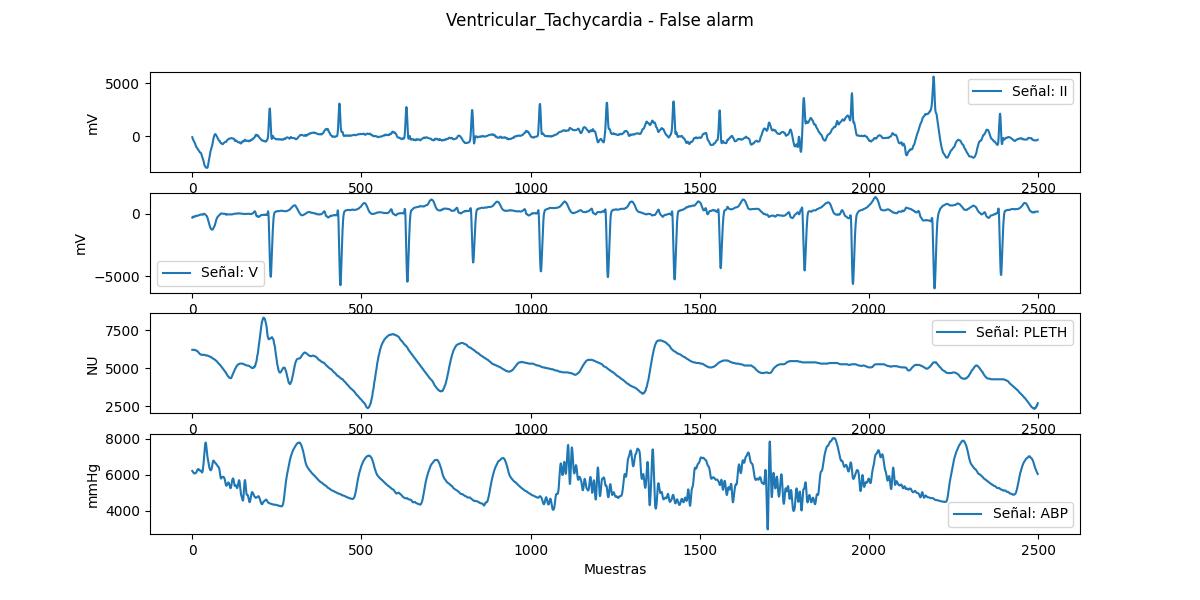 Ventricular_Tachycardia - False alarm
5000
0
mV
Señal: II
0 500 1000 1500 2000 2500
0
−5000
mV
Señal: V
0 500 1000 1500 2000 2500
7500
5000
2500
NU
Señal: PLETH
0 500 1000 1500 2000 2500
8000
6000
4000
mmHg
Señal: ABP
0 500 1000 1500 2000 2500
Muestras